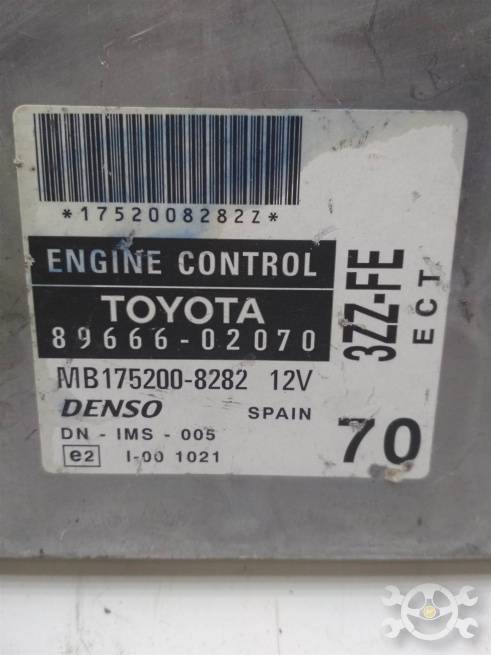 *1752008282Z*
ENGINE CONTROL
TOYOTA
89666-02070
MB175200-8282 12V
DENSO SPAIN
DN - IMS - 005
e2 I-00 1021
3ZZ-FE
ECT
70